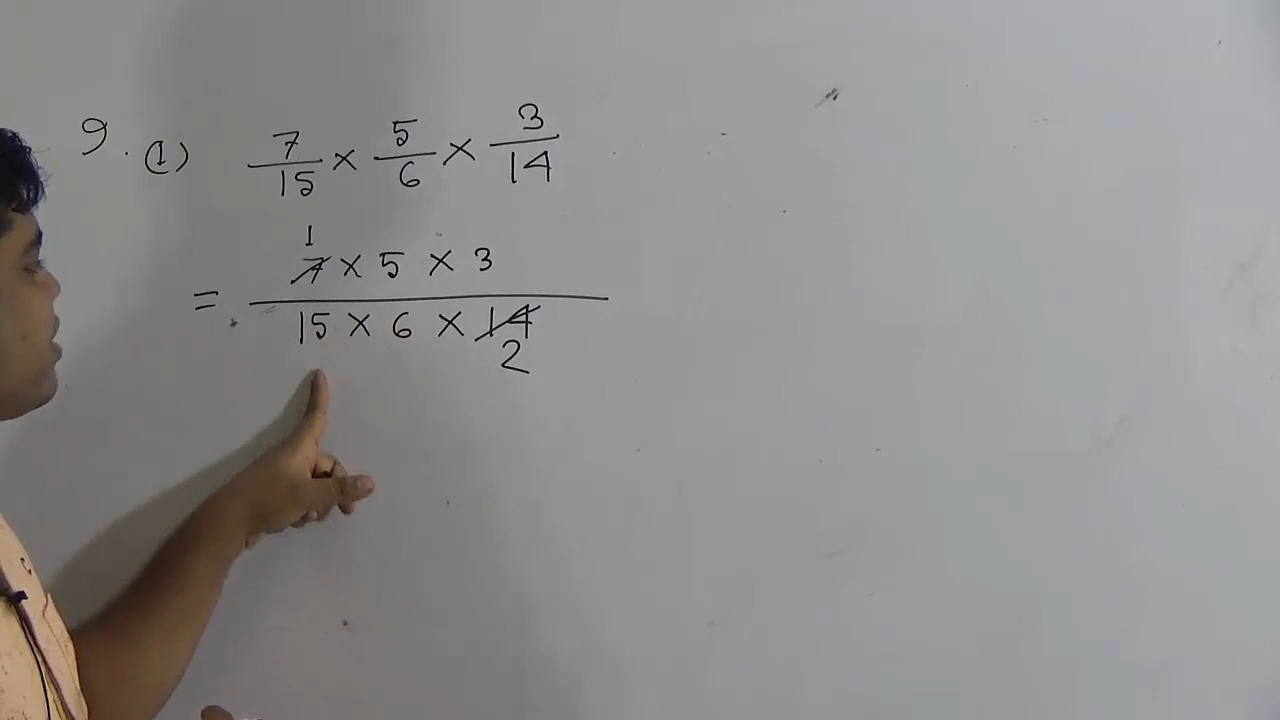 9. (1) 7/15 × 5/6 × 3/14
1
= 7 × 5 × 3 / 15 × 6 × 14
2